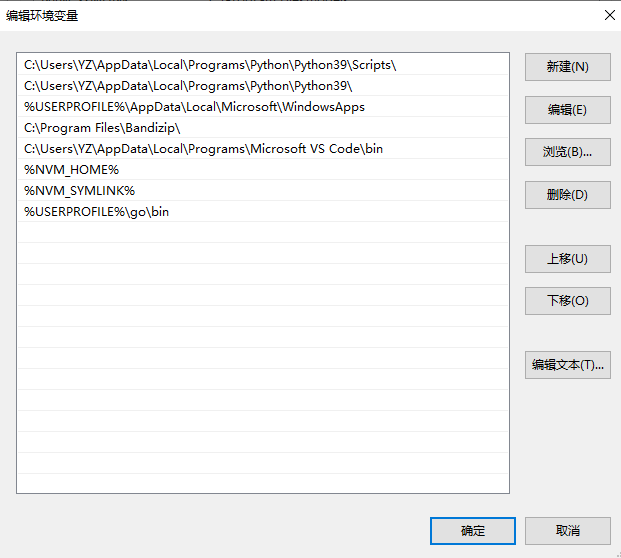 编辑环境变量
C:\Users\YZ\AppData\Local\Programs\Python\Python39\Scripts\
C:\Users\YZ\AppData\Local\Programs\Python\Python39\
%USERPROFILE%\AppData\Local\Microsoft\WindowsApps
C:\Program Files\Bandizip\
C:\Users\YZ\AppData\Local\Programs\Microsoft VS Code\bin
%NVM_HOME%
%NVM_SYMLINK%
%USERPROFILE%\go\bin
新建(N)
编辑(E)
浏览(B)...
删除(D)
上移(U)
下移(O)
编辑文本(T)...
确定
取消